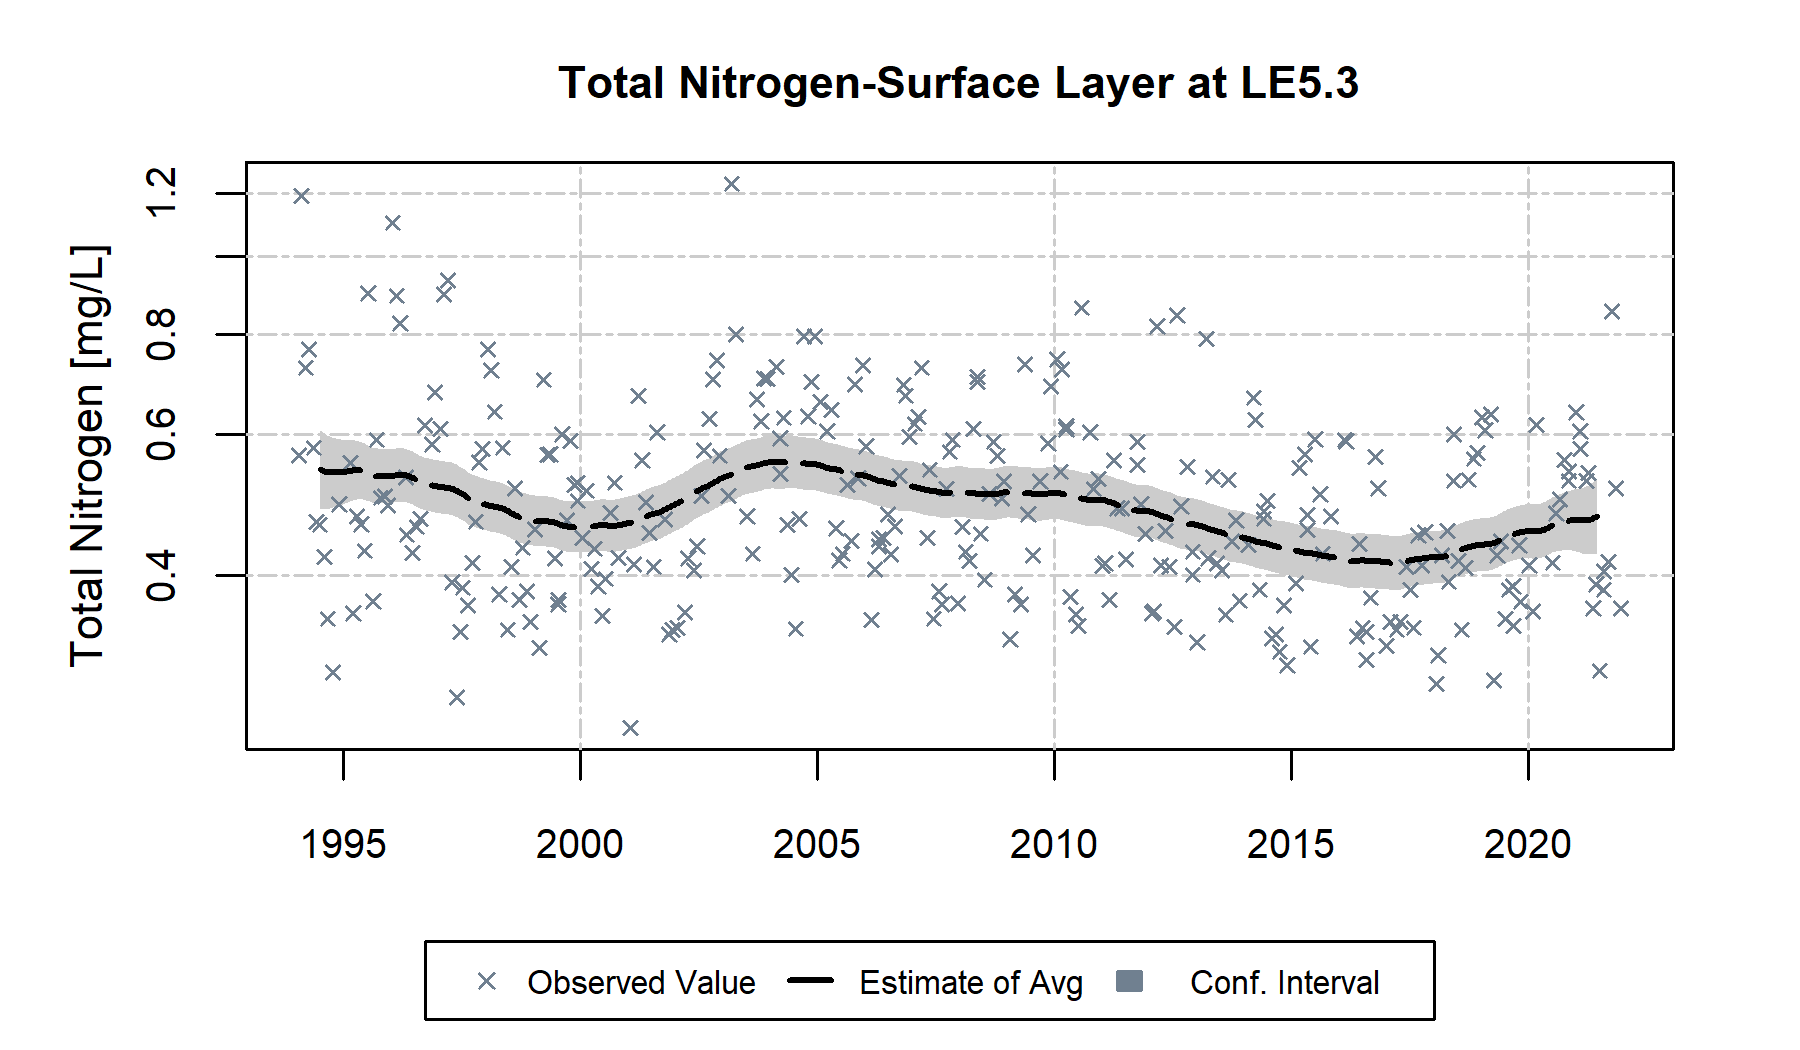 Total Nitrogen-Surface Layer at LE5.3
Total Nitrogen [mg/L]
1.2
0.8
0.6
0.4
1995 2000 2005 2010 2015 2020
Observed Value Estimate of Avg Conf. Interval